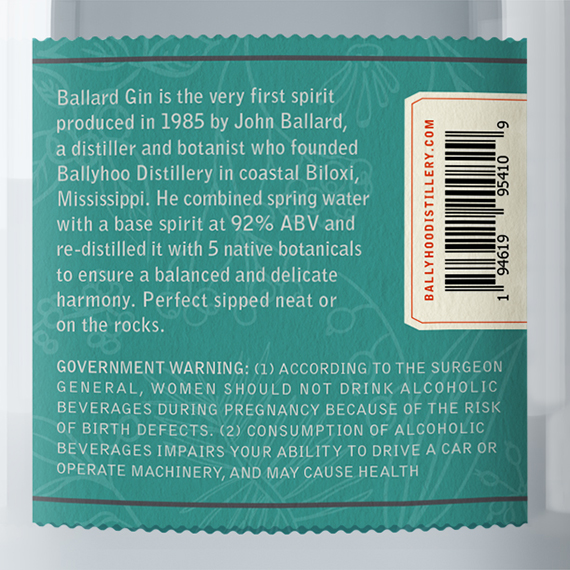 Ballard Gin is the very first spirit
produced in 1985 by John Ballard,
a distiller and botanist who founded
Ballyhoo Distillery in coastal Biloxi,
Mississippi. He combined spring water
with a base spirit at 92% ABV and
re-distilled it with 5 native botanicals
to ensure a balanced and delicate
harmony. Perfect sipped neat or
on the rocks.
GOVERNMENT WARNING: (1) ACCORDING TO THE SURGEON
GENERAL, WOMEN SHOULD NOT DRINK ALCOHOLIC
BEVERAGES DURING PREGNANCY BECAUSE OF THE RISK
OF BIRTH DEFECTS. (2) CONSUMPTION OF ALCOHOLIC
BEVERAGES IMPAIRS YOUR ABILITY TO DRIVE A CAR OR
OPERATE MACHINERY, AND MAY CAUSE HEALTH
BALLYHOODISTILLERY.COM
1 94619 95410 9